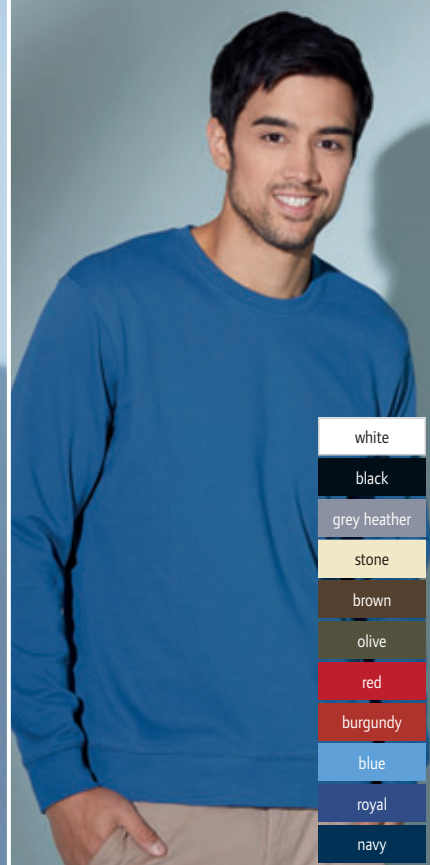 white
black
grey heather
stone
brown
olive
red
burgundy
blue
royal
navy